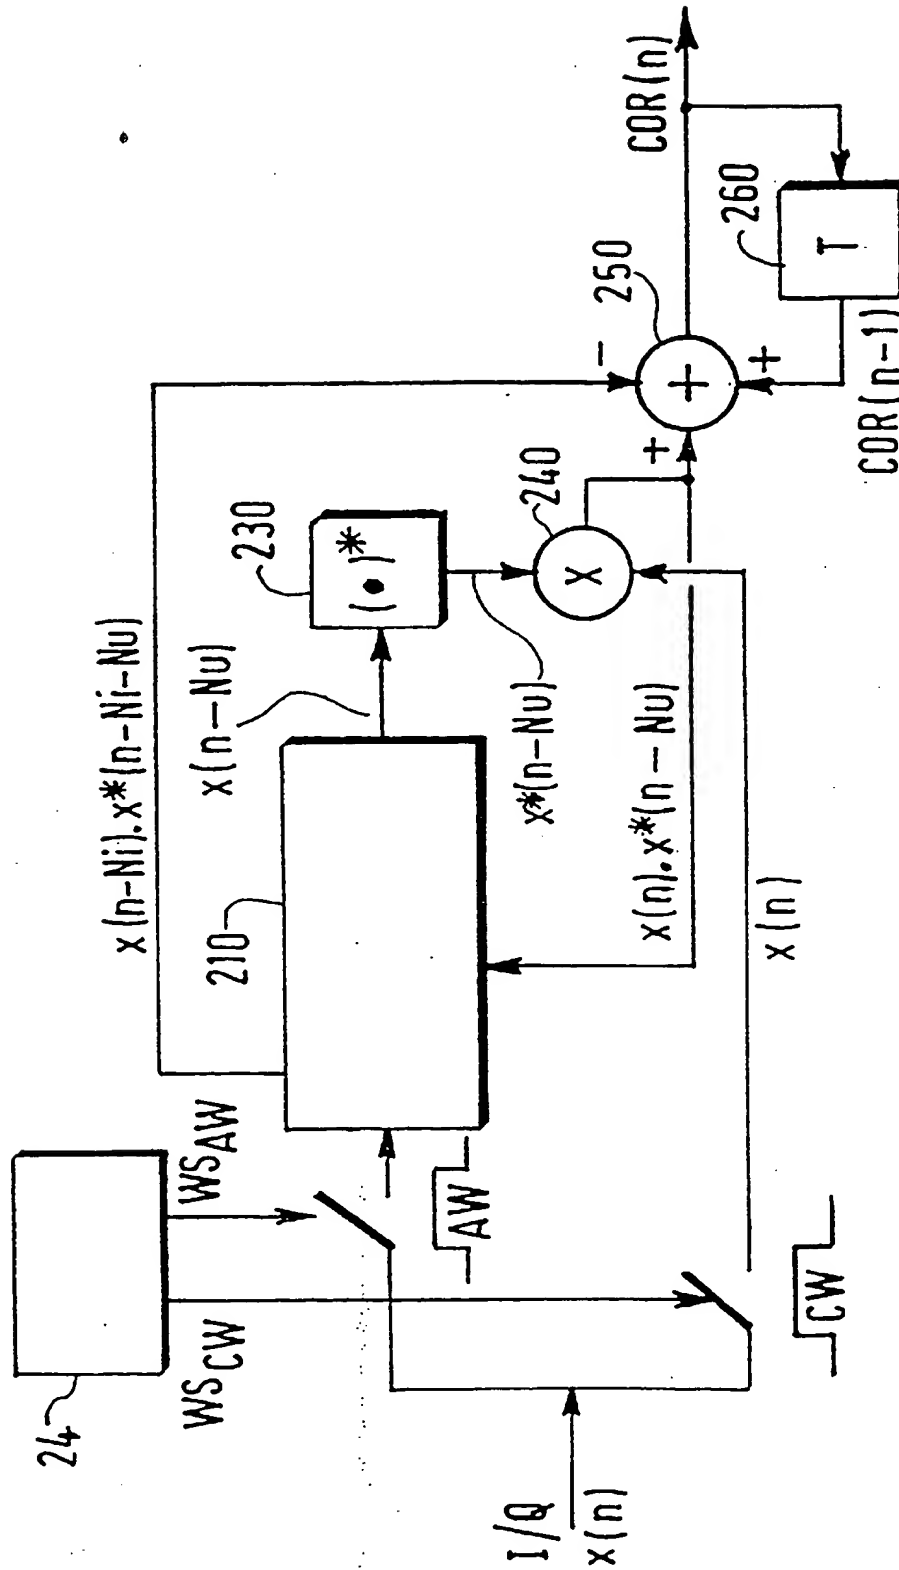 24
WS_CW
WS_AW
x(n-Ni).x*(n-Ni-Nu)
210
x(n-Nu)
230
(•)*
AW
x*(n-Nu)
240
X
x(n).x*(n-Nu)
I/Q
x(n)
CW
x(n)
-
250
+
+
+
COR(n)
260
T
COR(n-1)